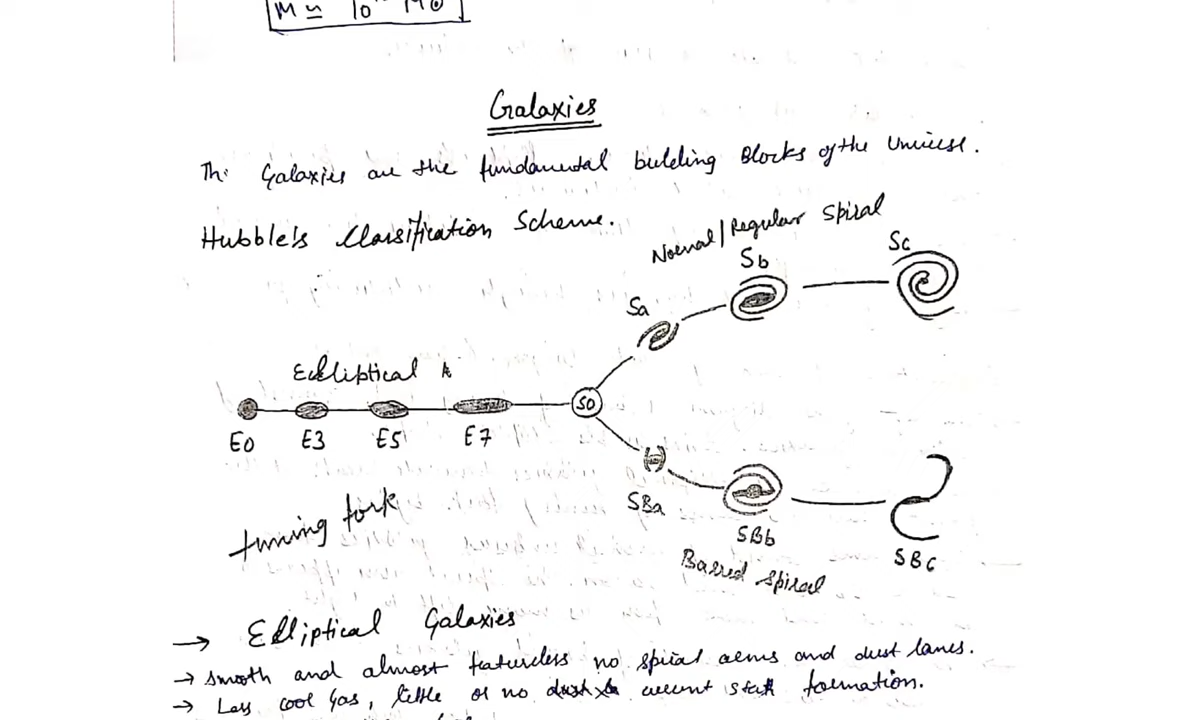 M ≃ 10 M⊙
Galaxies
The Galaxies are the fundamental building Blocks of the Universe.
Hubble's Classification Scheme.
Normal/Regular Spiral
Sa
Sb
Sc
Elliptical
S0
E0 E3 E5 E7
SBa
SBb
SBc
tuning fork
Barred Spiral
→ Elliptical Galaxies
→ smooth and almost featureless no spiral arms and dust lanes.
→ Less cool gas, little or no dust current star formation.